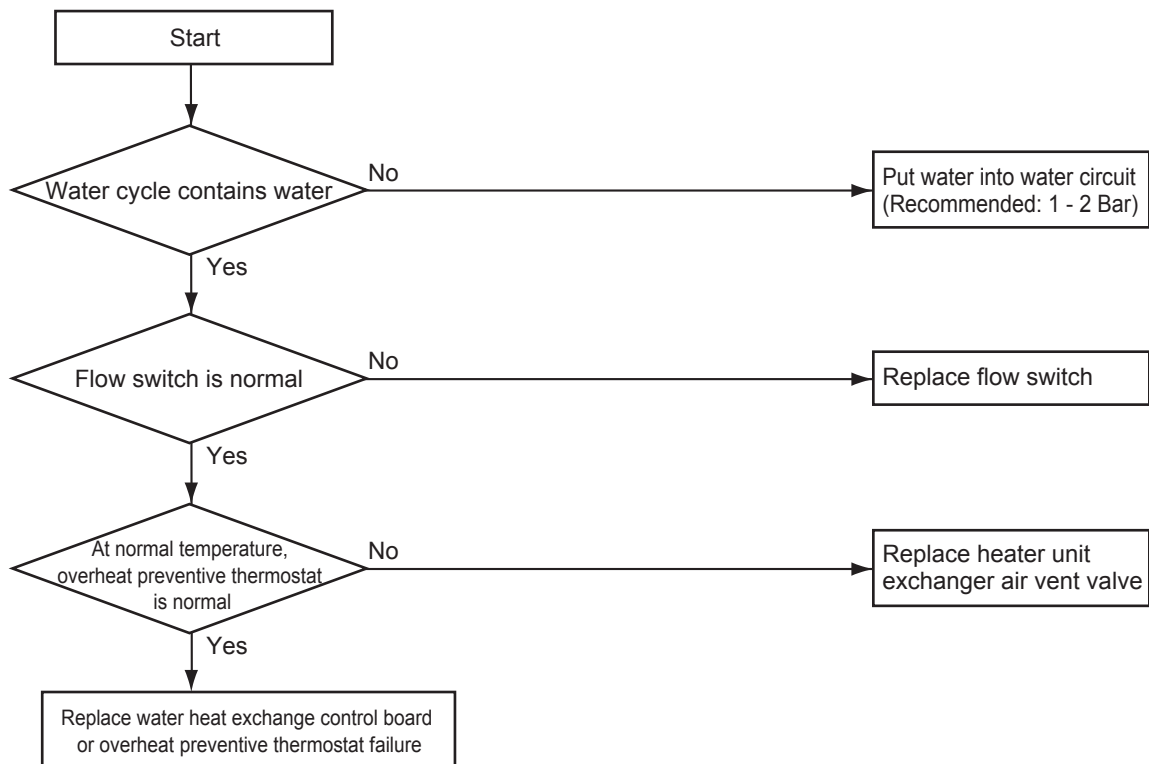 Start
Water cycle contains water
No
Put water into water circuit
(Recommended: 1 - 2 Bar)
Yes
Flow switch is normal
No
Replace flow switch
Yes
At normal temperature,
overheat preventive thermostat
is normal
No
Replace heater unit
exchanger air vent valve
Yes
Replace water heat exchange control board
or overheat preventive thermostat failure